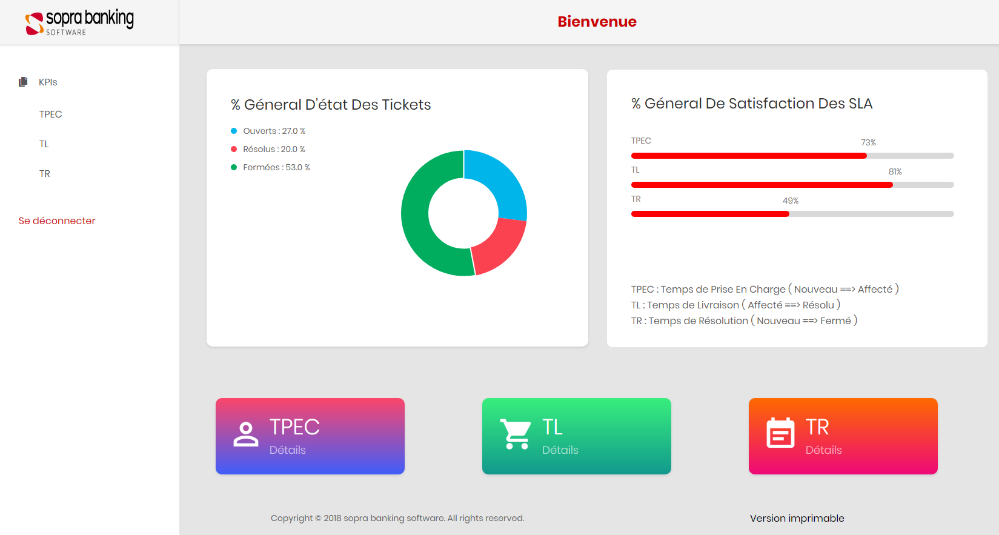 sopra banking
SOFTWARE
Bienvenue
KPIs
TPEC
TL
TR
Se déconnecter
% Géneral D'état Des Tickets
Ouverts : 27.0 %
Résolus : 20.0 %
Fermées : 53.0 %
% Géneral De Satisfaction Des SLA
TPEC
73%
TL
81%
TR
49%
TPEC : Temps de Prise En Charge ( Nouveau ==> Affecté )
TL : Temps de Livraison ( Affecté ==> Résolu )
TR : Temps de Résolution ( Nouveau ==> Fermé )
TPEC
Détails
TL
Détails
TR
Détails
Copyright © 2018 sopra banking software. All rights reserved.
Version imprimable